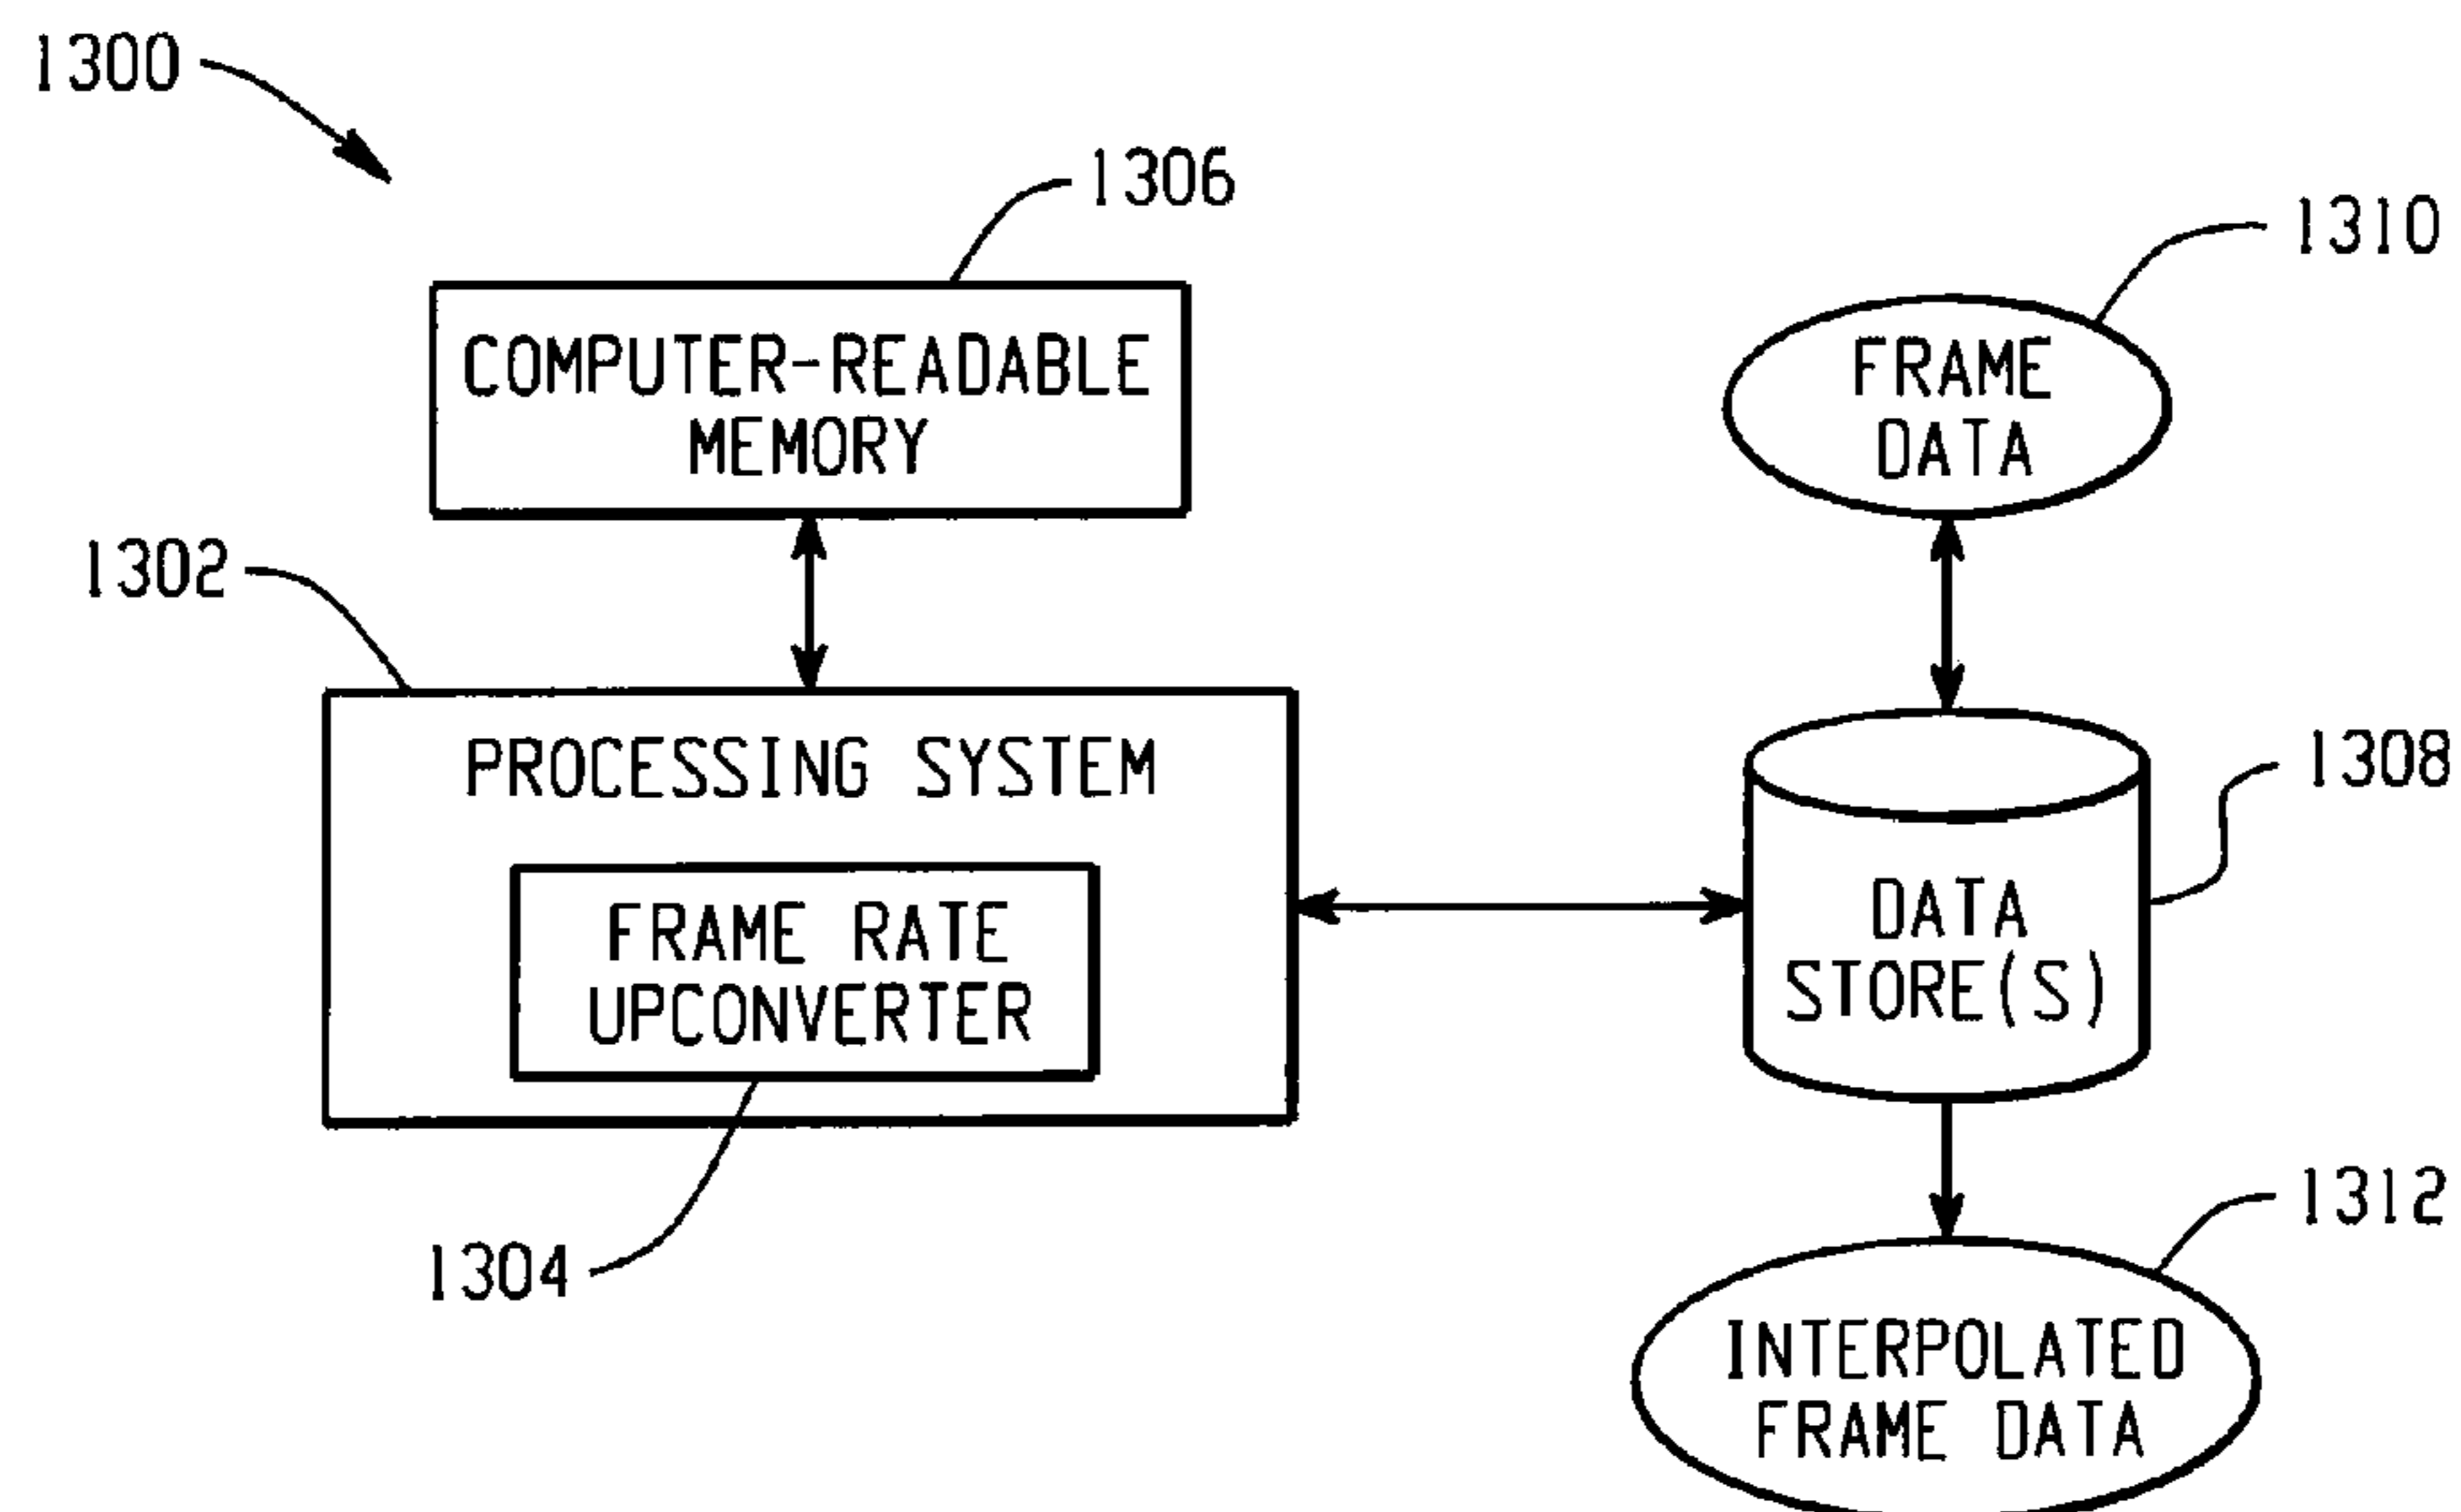 1300
1306
1310
COMPUTER-READABLE
MEMORY
FRAME
DATA
1302
PROCESSING SYSTEM
1308
FRAME RATE
UPCONVERTER
DATA
STORE(S)
1304
1312
INTERPOLATED
FRAME DATA